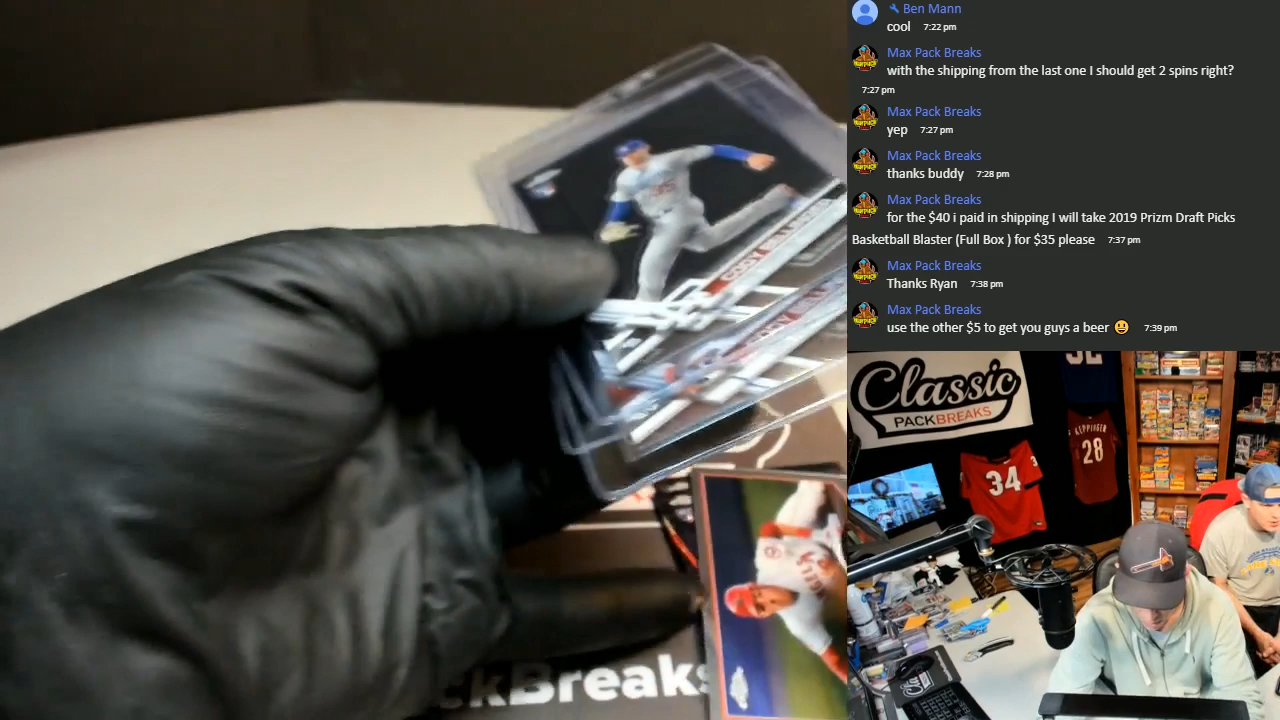 Ben Mann
cool 7:22 pm
Max Pack Breaks
with the shipping from the last one I should get 2 spins right?
7:27 pm
Max Pack Breaks
yep 7:27 pm
Max Pack Breaks
thanks buddy 7:28 pm
Max Pack Breaks
for the $40 i paid in shipping I will take 2019 Prizm Draft Picks
Basketball Blaster (Full Box ) for $35 please 7:37 pm
Max Pack Breaks
Thanks Ryan 7:38 pm
Max Pack Breaks
use the other $5 to get you guys a beer 😀 7:39 pm
CODY BELLINGER
ckBreaks
Classic
PACKBREAKS
34
KEPPINGER
28